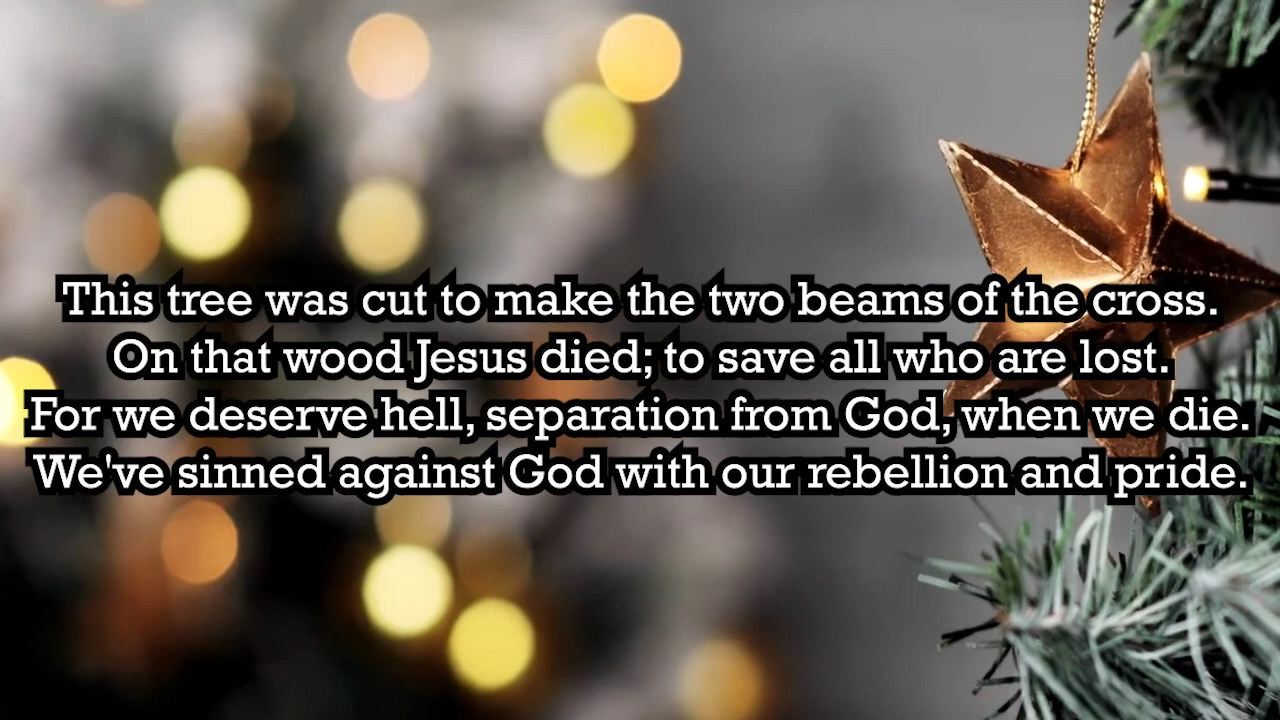 This tree was cut to make the two beams of the cross.
On that wood Jesus died; to save all who are lost.
For we deserve hell, separation from God, when we die.
We've sinned against God with our rebellion and pride.